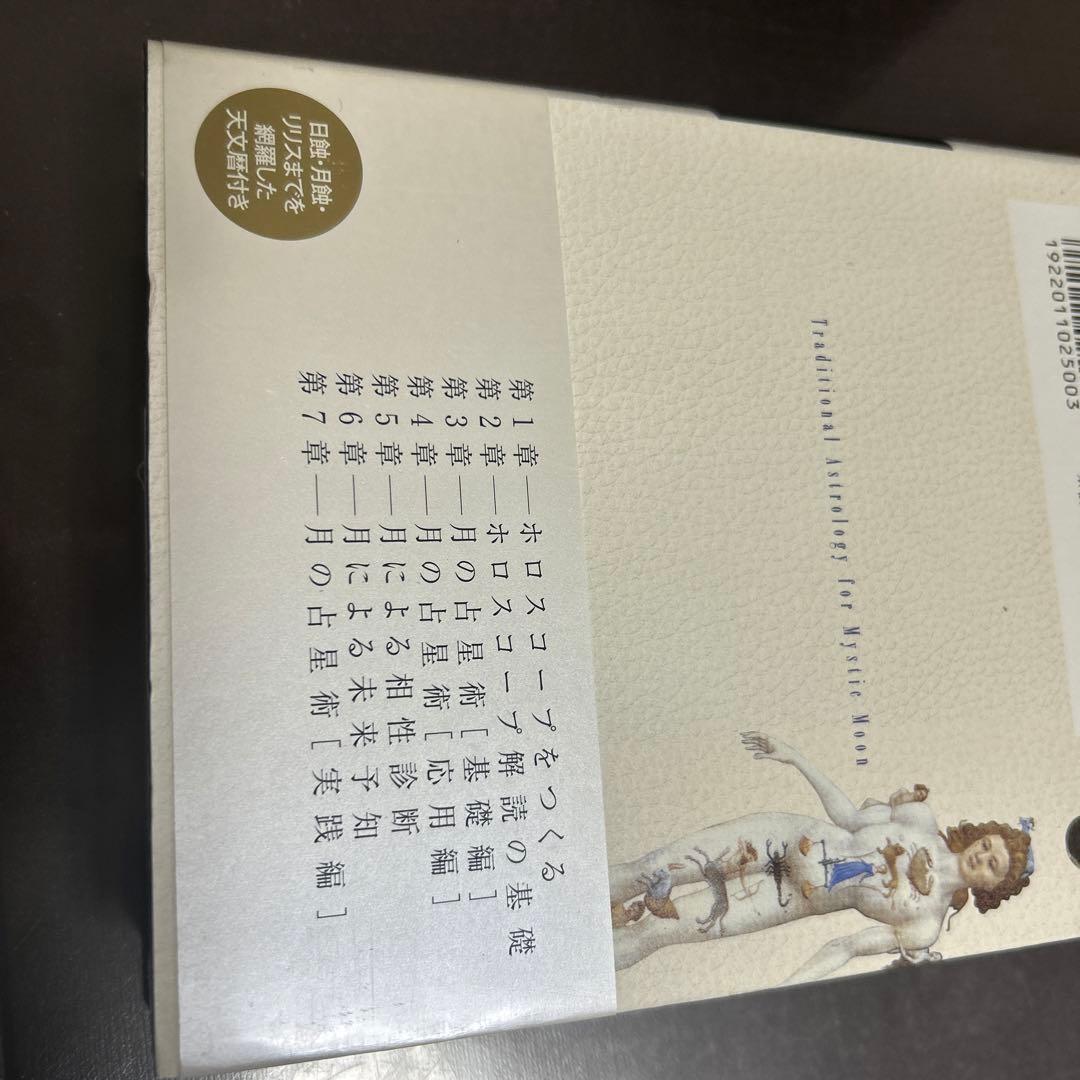 1922011025003
Traditional Astrology for Mystic Moon
第1章―ホロスコープをつくる
第2章―ホロスコープ解読の基礎
第3章―月の占星術[基礎編]
第4章―月の占星術[応用編]
第5章―月による相性診断
第6章―月による未来予知
第7章―月の占星術[実践編]
日蝕・月蝕・
リリスまでを
網羅した
天文暦付き